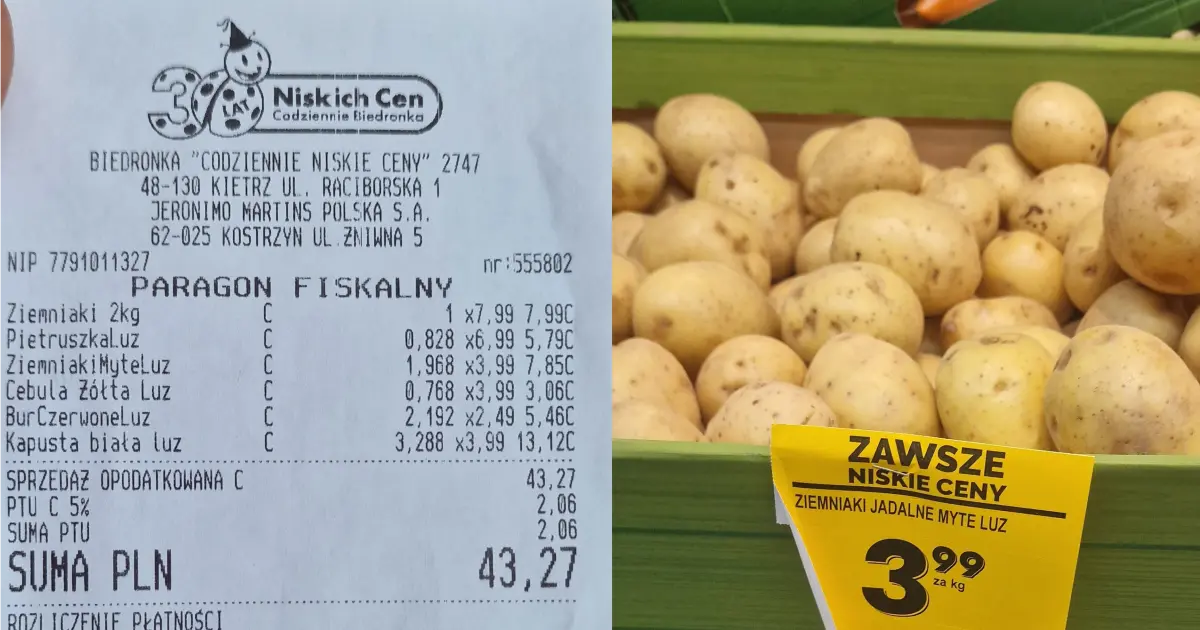 30 LAT
Niskich Cen
Codziennie Biedronka
BIEDRONKA "CODZIENNIE NISKIE CENY" 2747
48-130 KIETRZ UL. RACIBORSKA 1
JERONIMO MARTINS POLSKA S.A.
62-025 KOSTRZYN UL.ŻNIWNA 5
NIP 7791011327 nr:555802
PARAGON FISKALNY
Ziemniaki 2kg C 1 x7,99 7,99C
PietruszkaLuz C 0,828 x6,99 5,79C
ZiemniakiMyteLuz C 1,968 x3,99 7,85C
Cebula Żółta Luz C 0,768 x3,99 3,06C
BurCzerwoneLuz C 2,192 x2,49 5,46C
Kapusta biała luz C 3,288 x3,99 13,12C
SPRZEDAŻ OPODATKOWANA C 43,27
PTU C 5% 2,06
SUMA PTU 2,06
SUMA PLN 43,27
ROZLICZENIE PŁATNOŚCI
ZAWSZE
NISKIE CENY
ZIEMNIAKI JADALNE MYTE LUZ
3 99
za kg